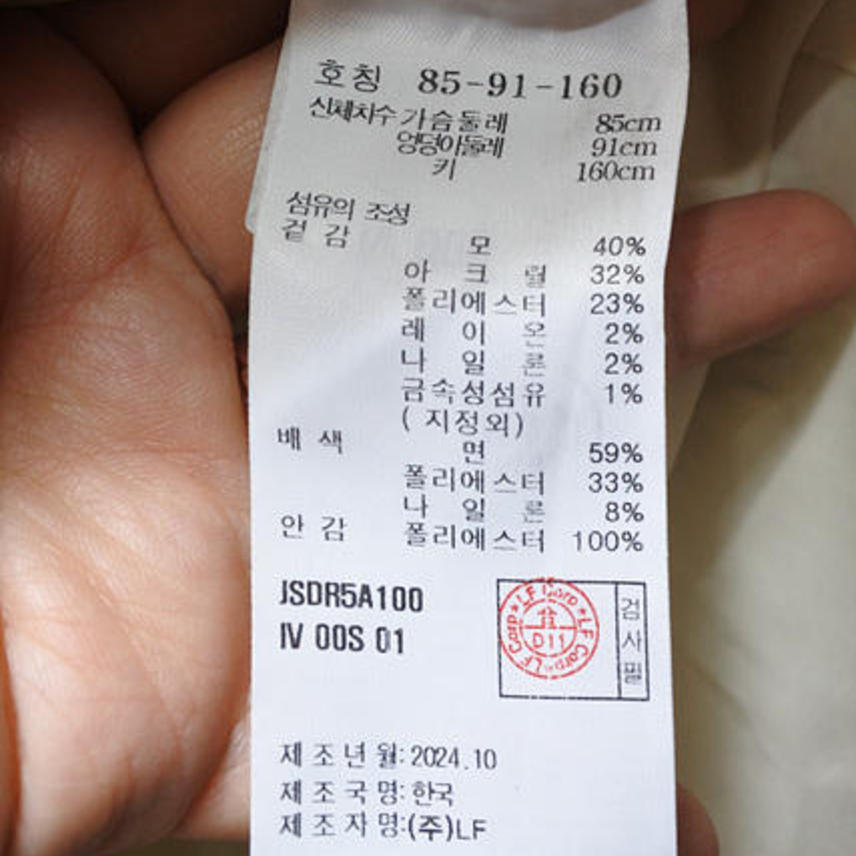 호칭 85-91-160
신체치수 가슴둘레 85cm
엉덩이둘레 91cm
키 160cm
섬유의 조성
겉감 모 40%
아크릴 32%
폴리에스터 23%
레이온 2%
나일론 2%
금속성섬유 1%
(지정외)
배색 면 59%
폴리에스터 33%
나일론 8%
안감 폴리에스터 100%
JSDR5A100
IV 00S 01
LF Corp★LF Corp★LF Corp★
D11
검사필
제조년월: 2024.10
제조국명: 한국
제조자명:(주)LF